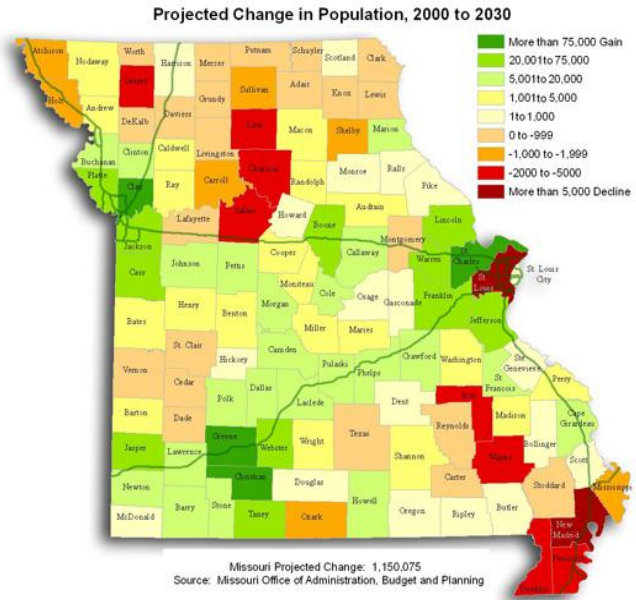 Projected Change in Population, 2000 to 2030
More than 75,000 Gain
20,001to 75,000
5,001to 20,000
1,001to 5,000
1to 1,000
0 to -999
-1,000 to -1,999
-2000 to -5000
More than 5,000 Decline
Atchison
Nodaway
Worth
Harrison
Mercer
Putnam
Schuyler
Scotland
Clark
Gentry
Sullivan
Adair
Knox
Lewis
Holt
Andrew
DeKalb
Daviess
Grundy
Linn
Macon
Shelby
Marion
Buchanan
Clinton
Caldwell
Livingston
Chariton
Monroe
Ralls
Platte
Clay
Ray
Carroll
Randolph
Pike
Audrain
Lafayette
Saline
Howard
Boone
Lincoln
Jackson
Montgomery
Callaway
Warren
St.
Charles
St. Louis
City
St.
Louis
Cass
Johnson
Pettis
Cooper
Moniteau
Cole
Osage
Gasconade
Franklin
Jefferson
Bates
Henry
Benton
Morgan
Miller
Maries
Vernon
St. Clair
Hickory
Camden
Pulaski
Phelps
Crawford
Washington
Ste
Genevieve
St
Francois
Perry
Cedar
Polk
Dallas
Laclede
Dent
Iron
Madison
Cape
Girardeau
Barton
Dade
Texas
Reynolds
Bollinger
Jasper
Lawrence
Greene
Webster
Wright
Shannon
Wayne
Scott
Newton
Christian
Douglas
Howell
Carter
Stoddard
Mississippi
McDonald
Barry
Stone
Taney
Ozark
Oregon
Ripley
Butler
New
Madrid
Pemiscot
Dunklin
Missouri Projected Change: 1,150,075
Source: Missouri Office of Administration, Budget and Planning